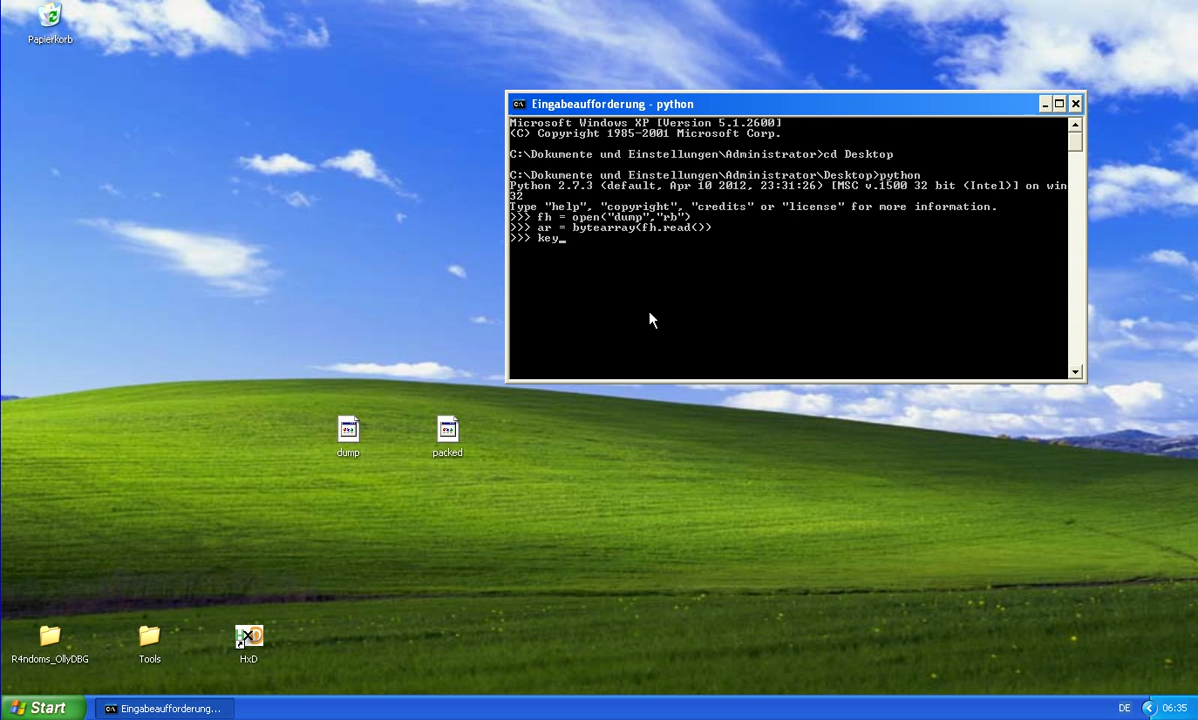 Papierkorb
Eingabeaufforderung - python
Microsoft Windows XP [Version 5.1.2600]
(C) Copyright 1985-2001 Microsoft Corp.
C:\Dokumente und Einstellungen\Administrator>cd Desktop
C:\Dokumente und Einstellungen\Administrator\Desktop>python
Python 2.7.3 (default, Apr 10 2012, 23:31:26) [MSC v.1500 32 bit (Intel)] on win
32
Type "help", "copyright", "credits" or "license" for more information.
>>> fh = open("dump","rb")
>>> ar = bytearray(fh.read())
>>> key_
dump
packed
R4ndoms_OllyDBG
Tools
HxD
Start
Eingabeaufforderung...
DE
06:35